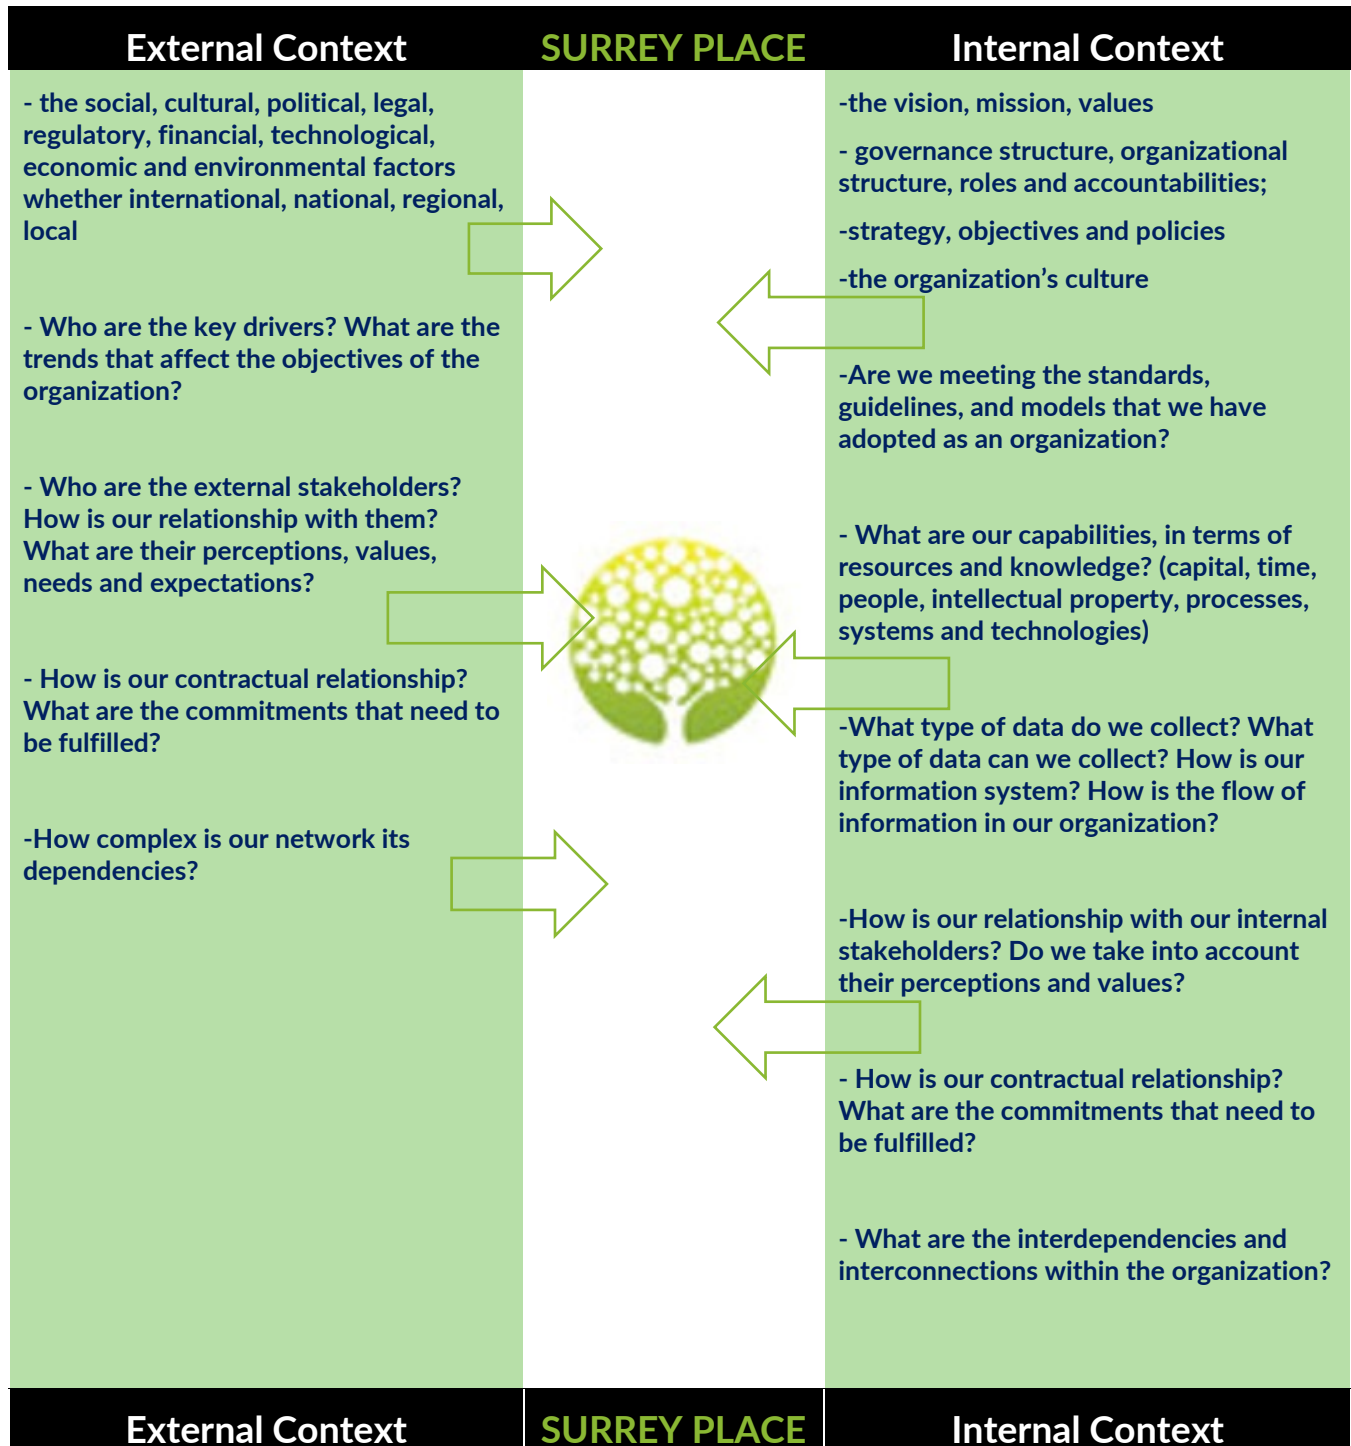 External Context
SURREY PLACE
Internal Context
- the social, cultural, political, legal,
regulatory, financial, technological,
economic and environmental factors
whether international, national, regional,
local
- Who are the key drivers? What are the
trends that affect the objectives of the
organization?
- Who are the external stakeholders?
How is our relationship with them?
What are their perceptions, values,
needs and expectations?
- How is our contractual relationship?
What are the commitments that need to
be fulfilled?
-How complex is our network its
dependencies?
-the vision, mission, values
- governance structure, organizational
structure, roles and accountabilities;
-strategy, objectives and policies
-the organization’s culture
-Are we meeting the standards,
guidelines, and models that we have
adopted as an organization?
- What are our capabilities, in terms of
resources and knowledge? (capital, time,
people, intellectual property, processes,
systems and technologies)
-What type of data do we collect? What
type of data can we collect? How is our
information system? How is the flow of
information in our organization?
-How is our relationship with our internal
stakeholders? Do we take into account
their perceptions and values?
- How is our contractual relationship?
What are the commitments that need to
be fulfilled?
- What are the interdependencies and
interconnections within the organization?
External Context
SURREY PLACE
Internal Context